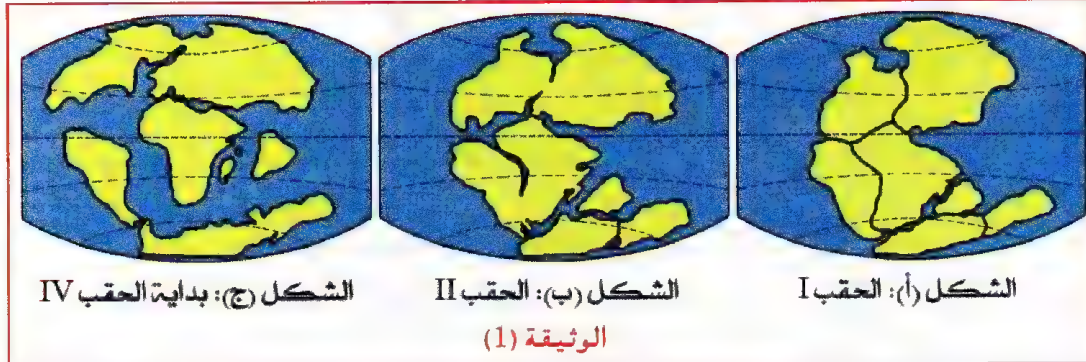 الشكل (أ): الحقب I
الشكل (ب): الحقب II
الشكل (ج): بداية الحقب IV
الوثيقة (1)